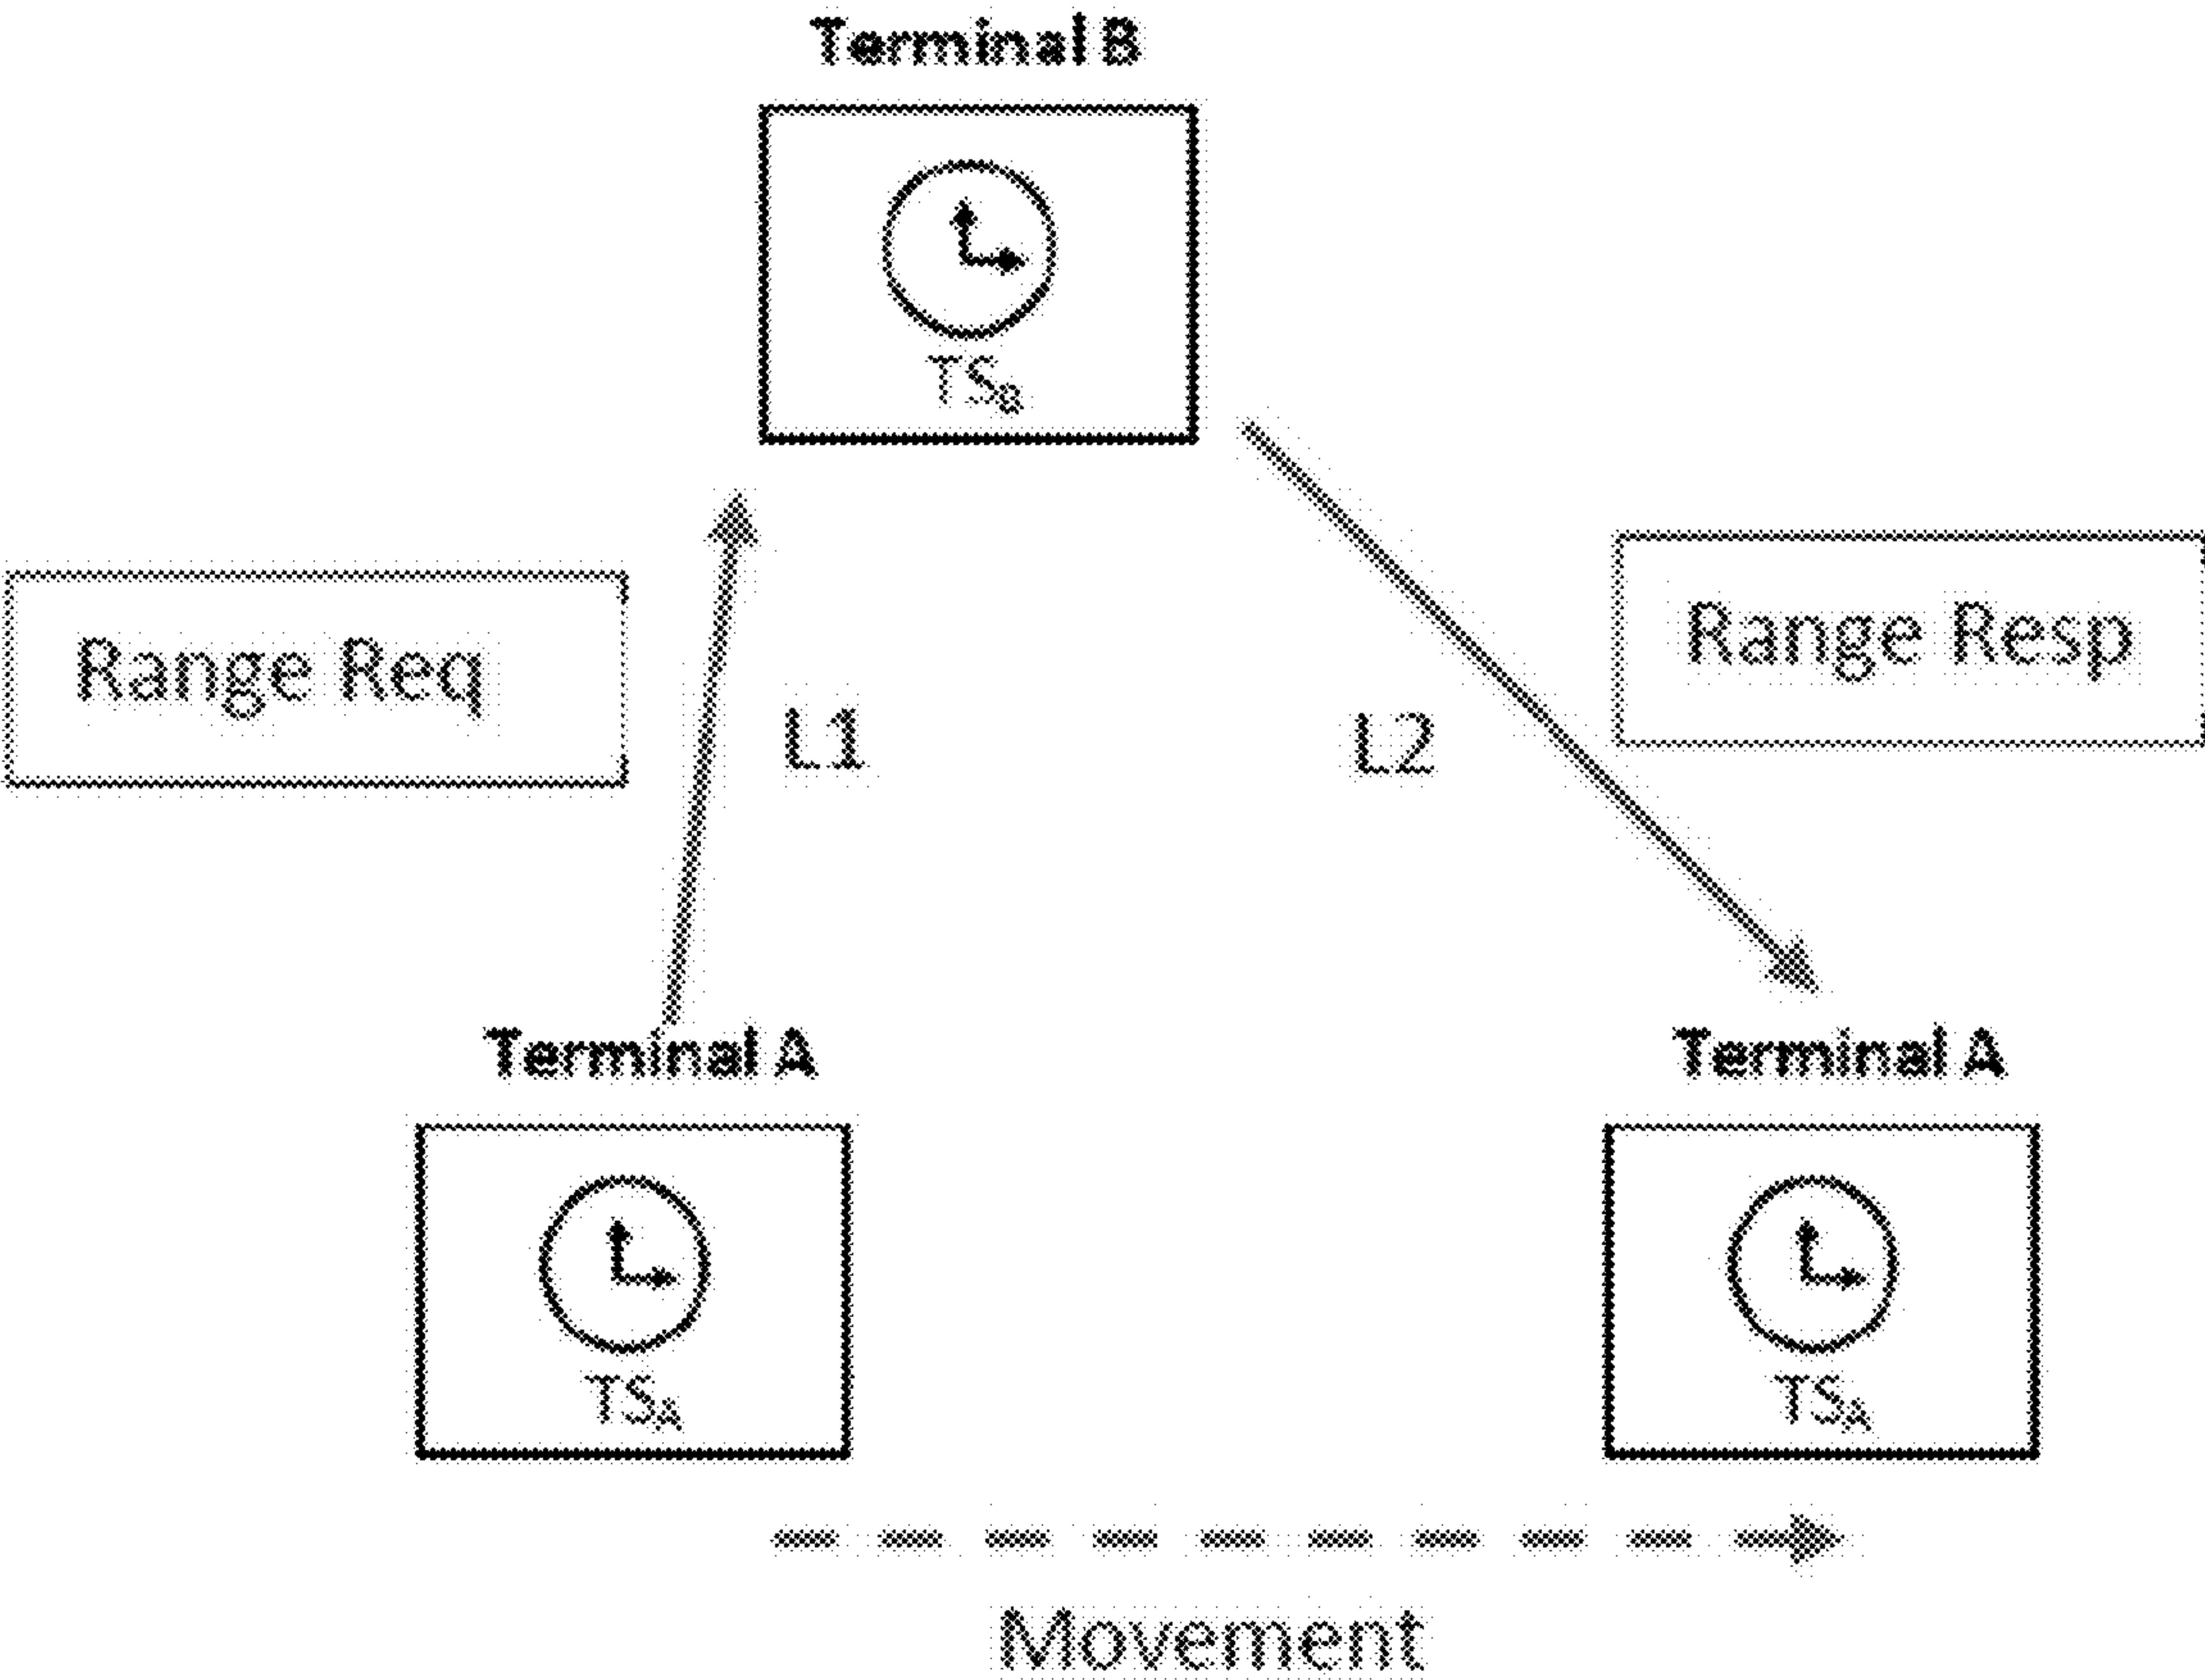 Terminal B
TSB
Range Req
L1
L2
Range Resp
Terminal A
Terminal A
TSA
TSA
Movement